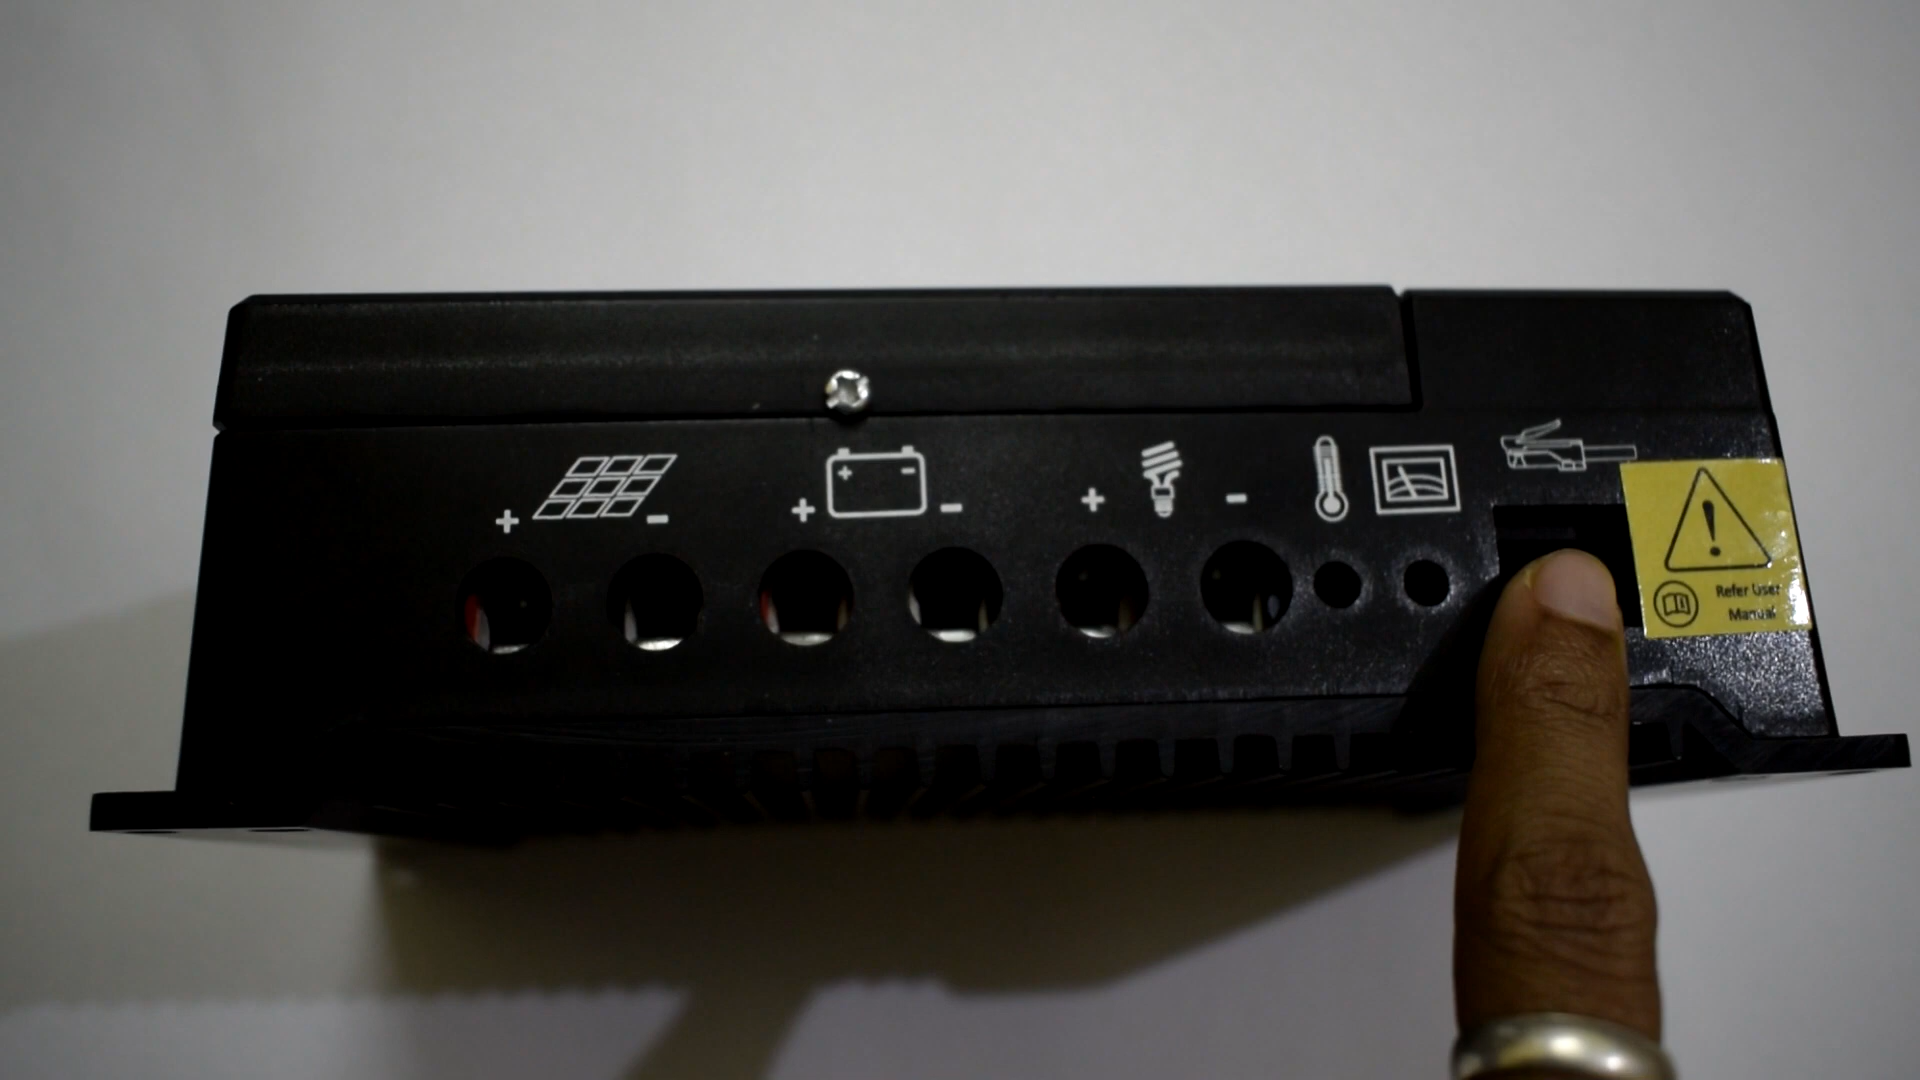 + -
+ + - -
+ -
!
Refer User
Manual